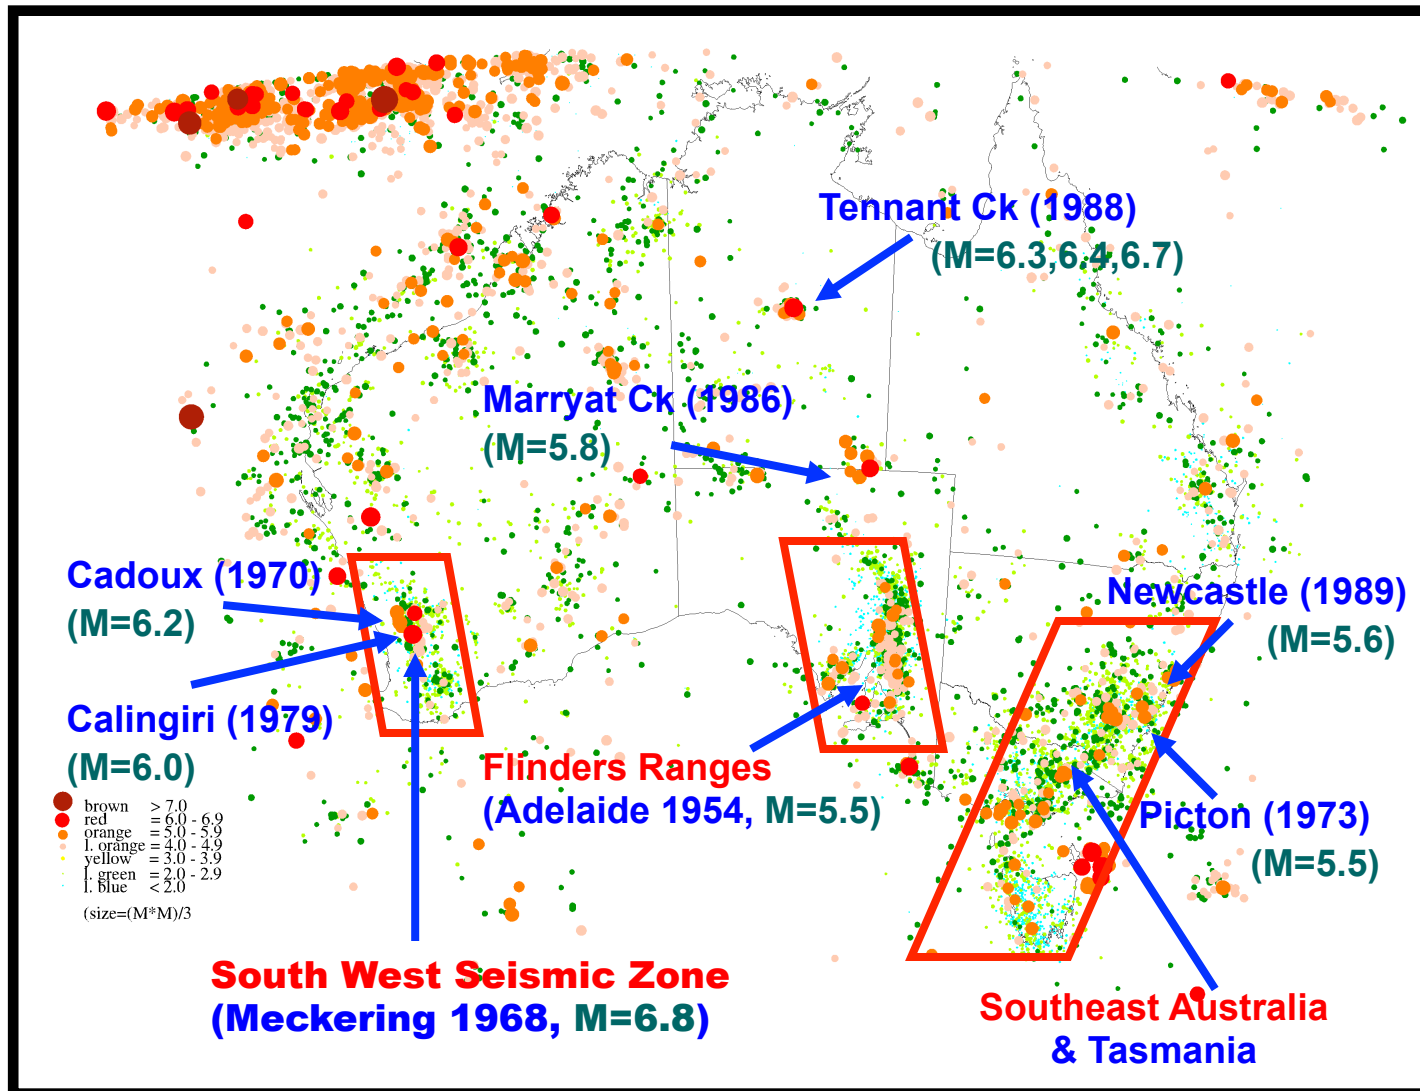 Tennant Ck (1988)
(M=6.3,6.4,6.7)
Marryat Ck (1986)
(M=5.8)
Cadoux (1970)
(M=6.2)
Newcastle (1989)
(M=5.6)
Calingiri (1979)
(M=6.0)
Flinders Ranges
(Adelaide 1954, M=5.5)
Picton (1973)
(M=5.5)
brown > 7.0
red = 6.0 - 6.9
orange = 5.0 - 5.9
l. orange = 4.0 - 4.9
yellow = 3.0 - 3.9
l. green = 2.0 - 2.9
l. blue < 2.0
(size=(M*M)/3
South West Seismic Zone
(Meckering 1968, M=6.8)
Southeast Australia
& Tasmania